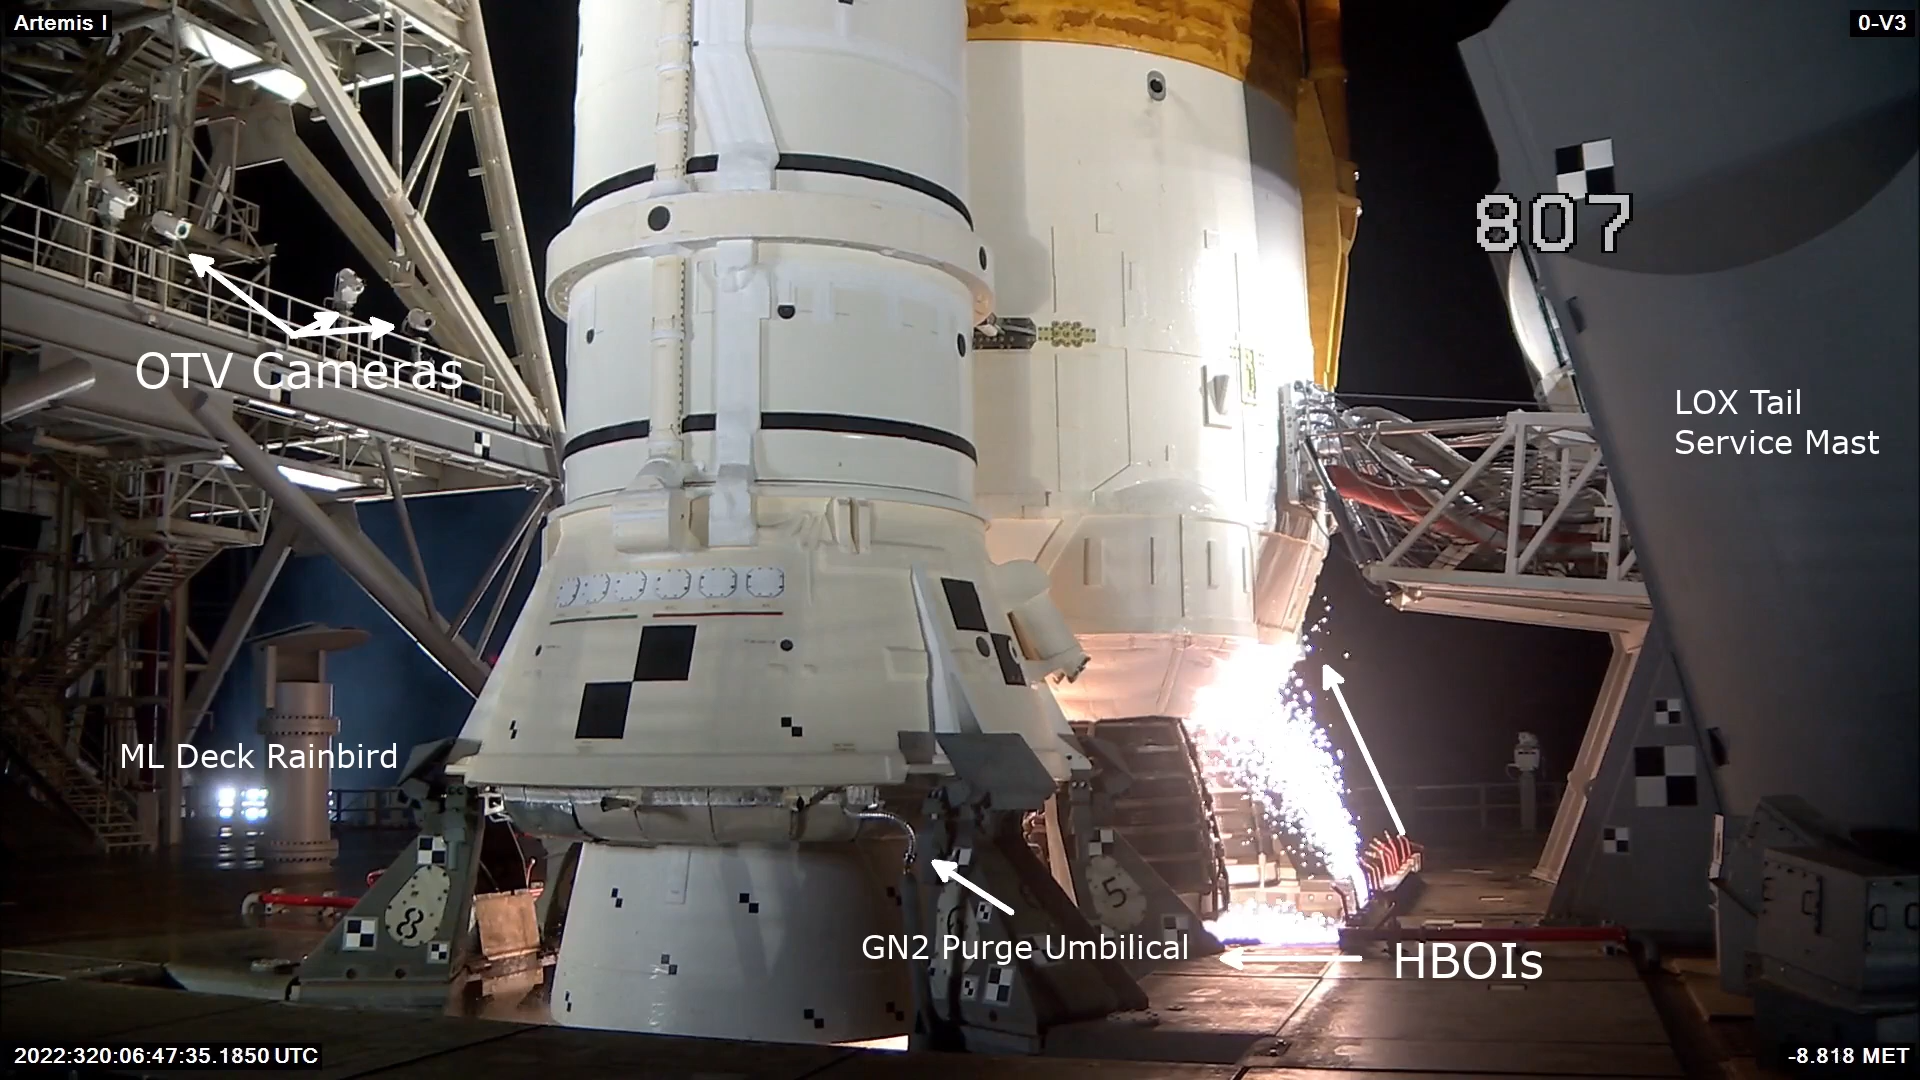 Artemis I
0-V3
807
OTV Cameras
LOX Tail
Service Mast
ML Deck Rainbird
8
5
GN2 Purge Umbilical
HBOIs
2022:320:06:47:35.1850 UTC
-8.818 MET